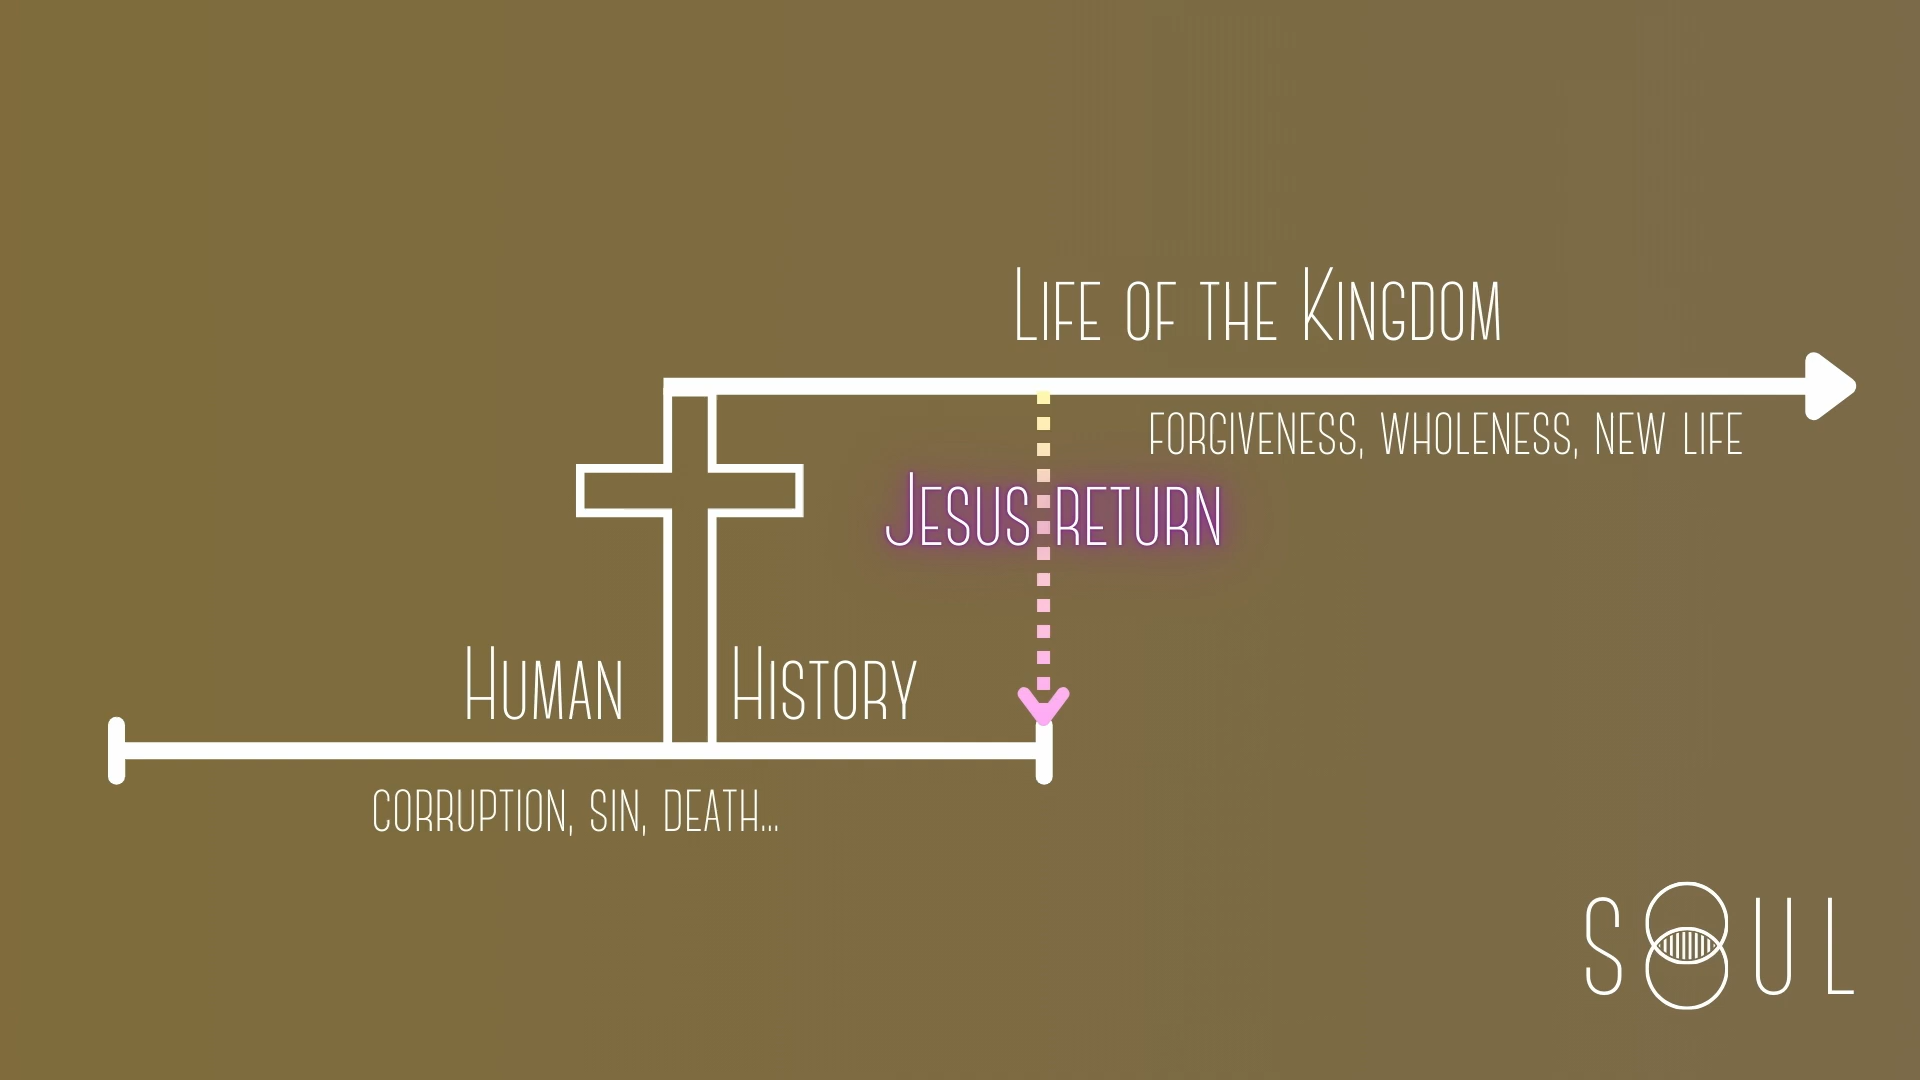 Life of the Kingdom
forgiveness, wholeness, new life
Jesus return
Human History
corruption, sin, death...
SOUL